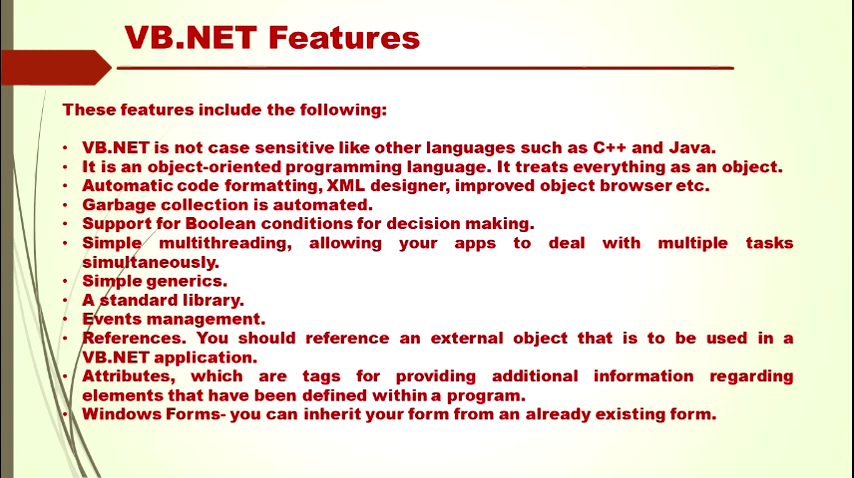 VB.NET Features
These features include the following:
• VB.NET is not case sensitive like other languages such as C++ and Java.
• It is an object-oriented programming language. It treats everything as an object.
• Automatic code formatting, XML designer, improved object browser etc.
• Garbage collection is automated.
• Support for Boolean conditions for decision making.
• Simple multithreading, allowing your apps to deal with multiple tasks
simultaneously.
• Simple generics.
• A standard library.
• Events management.
• References. You should reference an external object that is to be used in a
VB.NET application.
• Attributes, which are tags for providing additional information regarding
elements that have been defined within a program.
• Windows Forms- you can inherit your form from an already existing form.